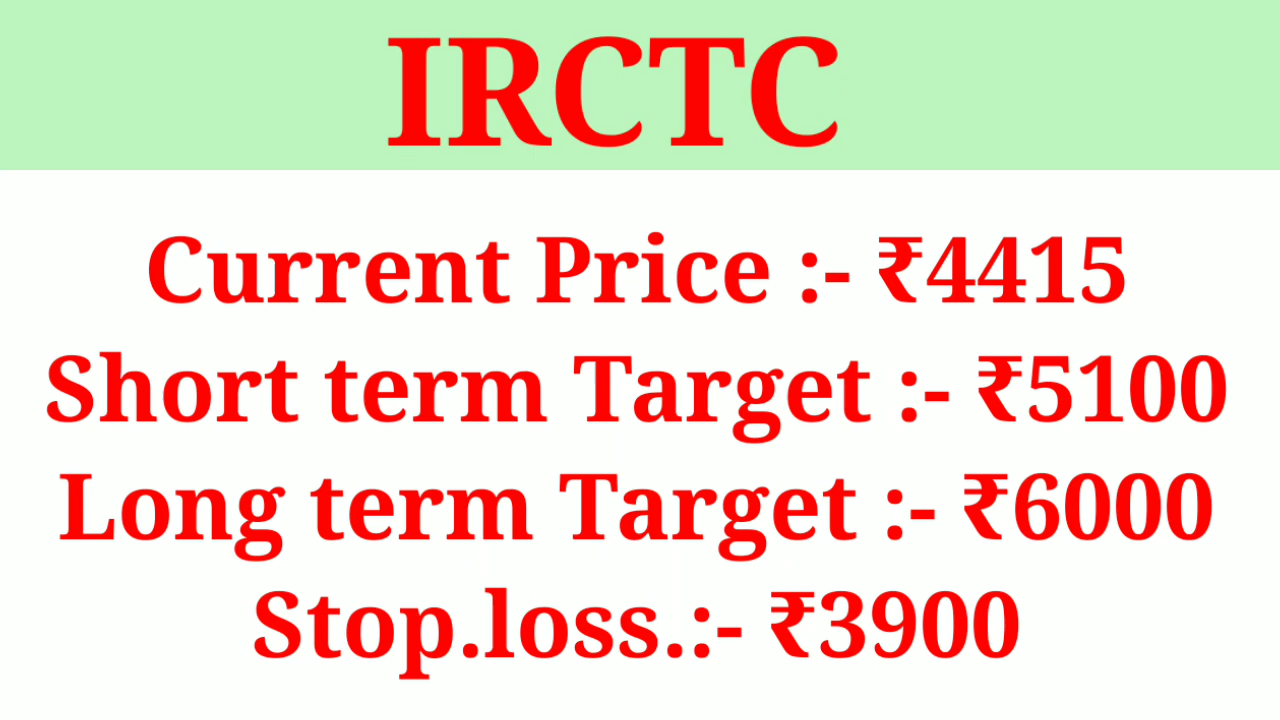 IRCTC
Current Price :- ₹4415
Short term Target :- ₹5100
Long term Target :- ₹6000
Stop.loss.:- ₹3900